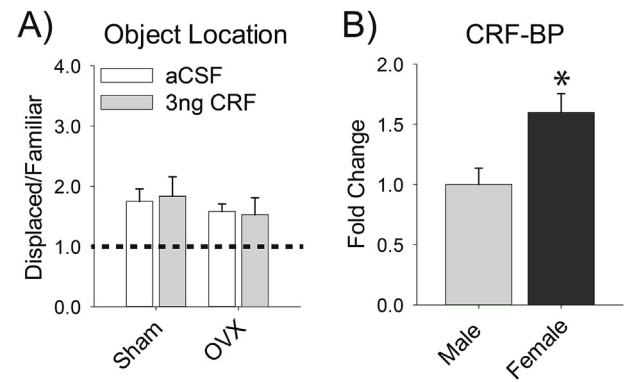 A)
Object Location
aCSF
3ng CRF
Displaced/Familiar
4.0
3.0
2.0
1.0
0.0
Sham
OVX
B)
CRF-BP
Fold Change
2.0
1.5
1.0
0.5
0.0
*
Male
Female